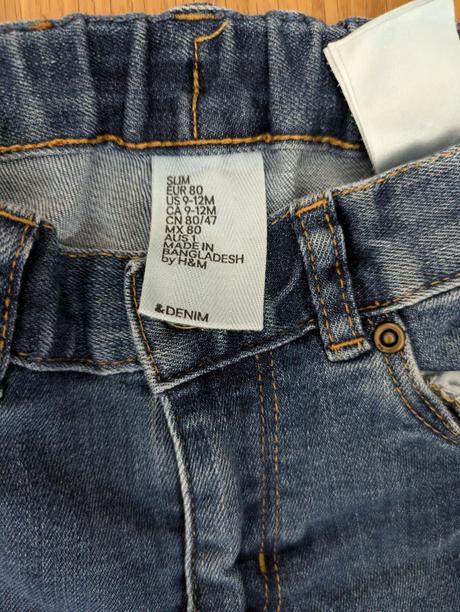 SLIM
EUR 80
US 9-12M
CA 9-12M
CN 80/47
MX 80
AUS 1
MADE IN
BANGLADESH
by H&M
&DENIM